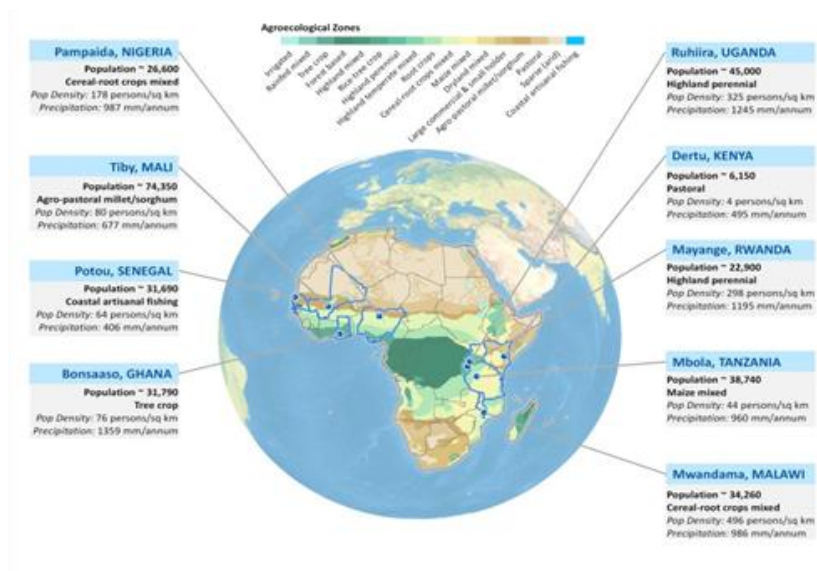 Agroecological Zones
Irrigated
Rainfed mixed
Tree crop
Forest based
Highland mixed
Rice-tree crop
Highland perennial
Highland temperate mixed
Root crops
Cereal-root crops mixed
Maize mixed
Large commercial & small holder
Dryland mixed
Agro-pastoral millet/sorghum
Pastoral
Sparse (arid)
Coastal artisanal fishing
Pampaida, NIGERIA
Population ~ 26,600
Cereal-root crops mixed
Pop Density: 178 persons/sq km
Precipitation: 987 mm/annum
Tiby, MALI
Population ~ 74,350
Agro-pastoral millet/sorghum
Pop Density: 80 persons/sq km
Precipitation: 677 mm/annum
Potou, SENEGAL
Population ~ 31,690
Coastal artisanal fishing
Pop Density: 64 persons/sq km
Precipitation: 406 mm/annum
Bonsaaso, GHANA
Population ~ 31,790
Tree crop
Pop Density: 76 persons/sq km
Precipitation: 1359 mm/annum
Ruhiira, UGANDA
Population ~ 45,000
Highland perennial
Pop Density: 325 persons/sq km
Precipitation: 1245 mm/annum
Dertu, KENYA
Population ~ 6,150
Pastoral
Pop Density: 4 persons/sq km
Precipitation: 495 mm/annum
Mayange, RWANDA
Population ~ 22,900
Highland perennial
Pop Density: 298 persons/sq km
Precipitation: 1195 mm/annum
Mbola, TANZANIA
Population ~ 38,740
Maize mixed
Pop Density: 44 persons/sq km
Precipitation: 960 mm/annum
Mwandama, MALAWI
Population ~ 34,260
Cereal-root crops mixed
Pop Density: 496 persons/sq km
Precipitation: 986 mm/annum